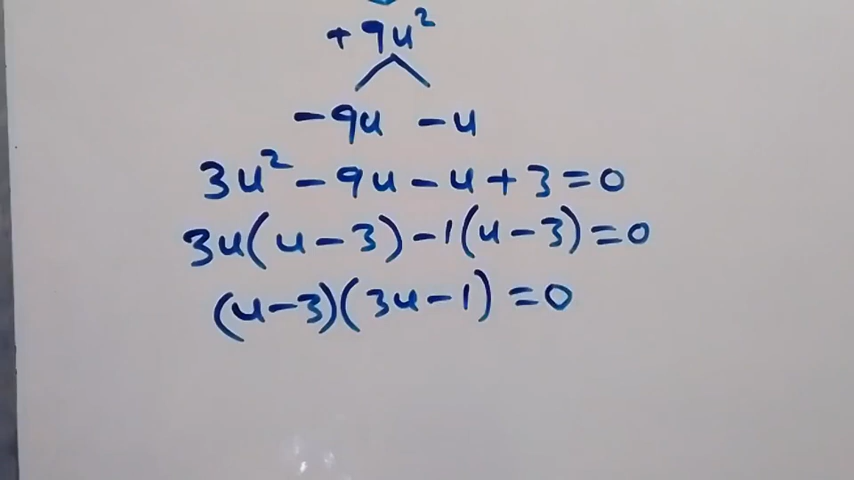 + 9u²
- 9u - u
3u² - 9u - u + 3 = 0
3u(u - 3) - 1(u - 3) = 0
(u - 3)(3u - 1) = 0